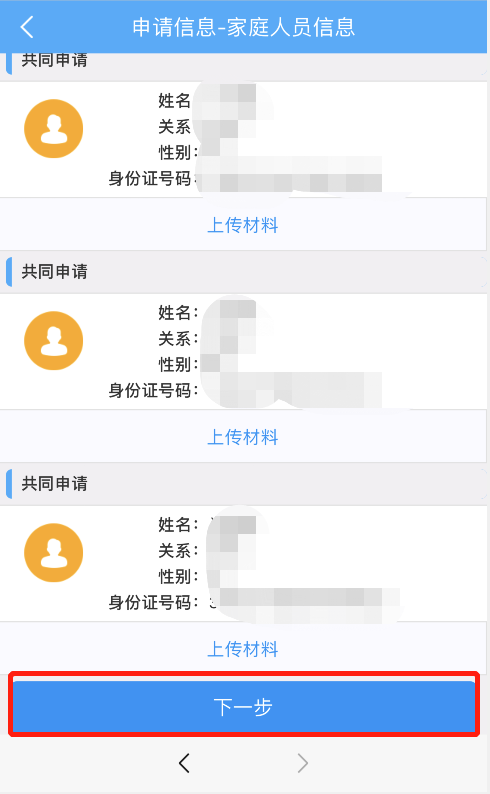 申请信息-家庭人员信息
共同申请
姓名
关系
性别：
身份证号码：
上传材料
共同申请
姓名：
关系：
性别：
身份证号码：
上传材料
共同申请
姓名：
关系：
性别：
身份证号码：3
上传材料
下一步